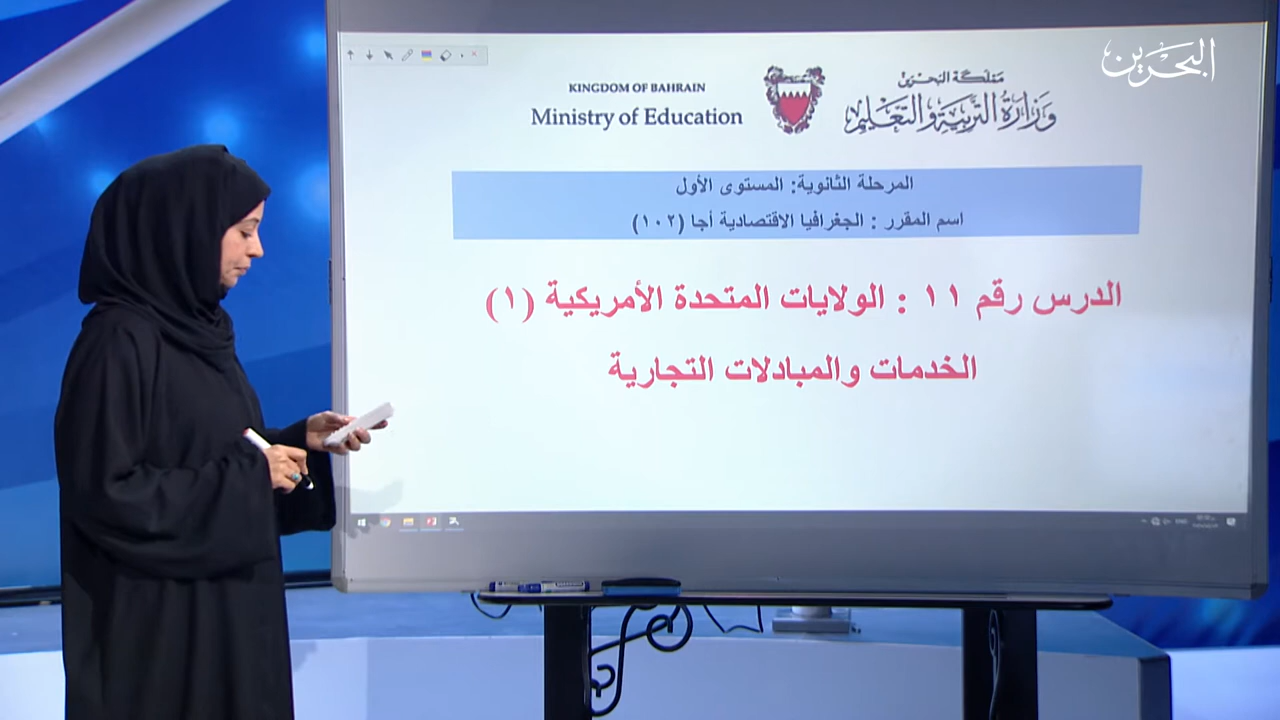 البحرين
KINGDOM OF BAHRAIN
Ministry of Education
مملكة البحرين
وزارة التربية والتعليم
المرحلة الثانوية: المستوى الأول
اسم المقرر : الجغرافيا الاقتصادية أجا (١٠٢)
الدرس رقم ١١ : الولايات المتحدة الأمريكية (١)
الخدمات والمبادلات التجارية